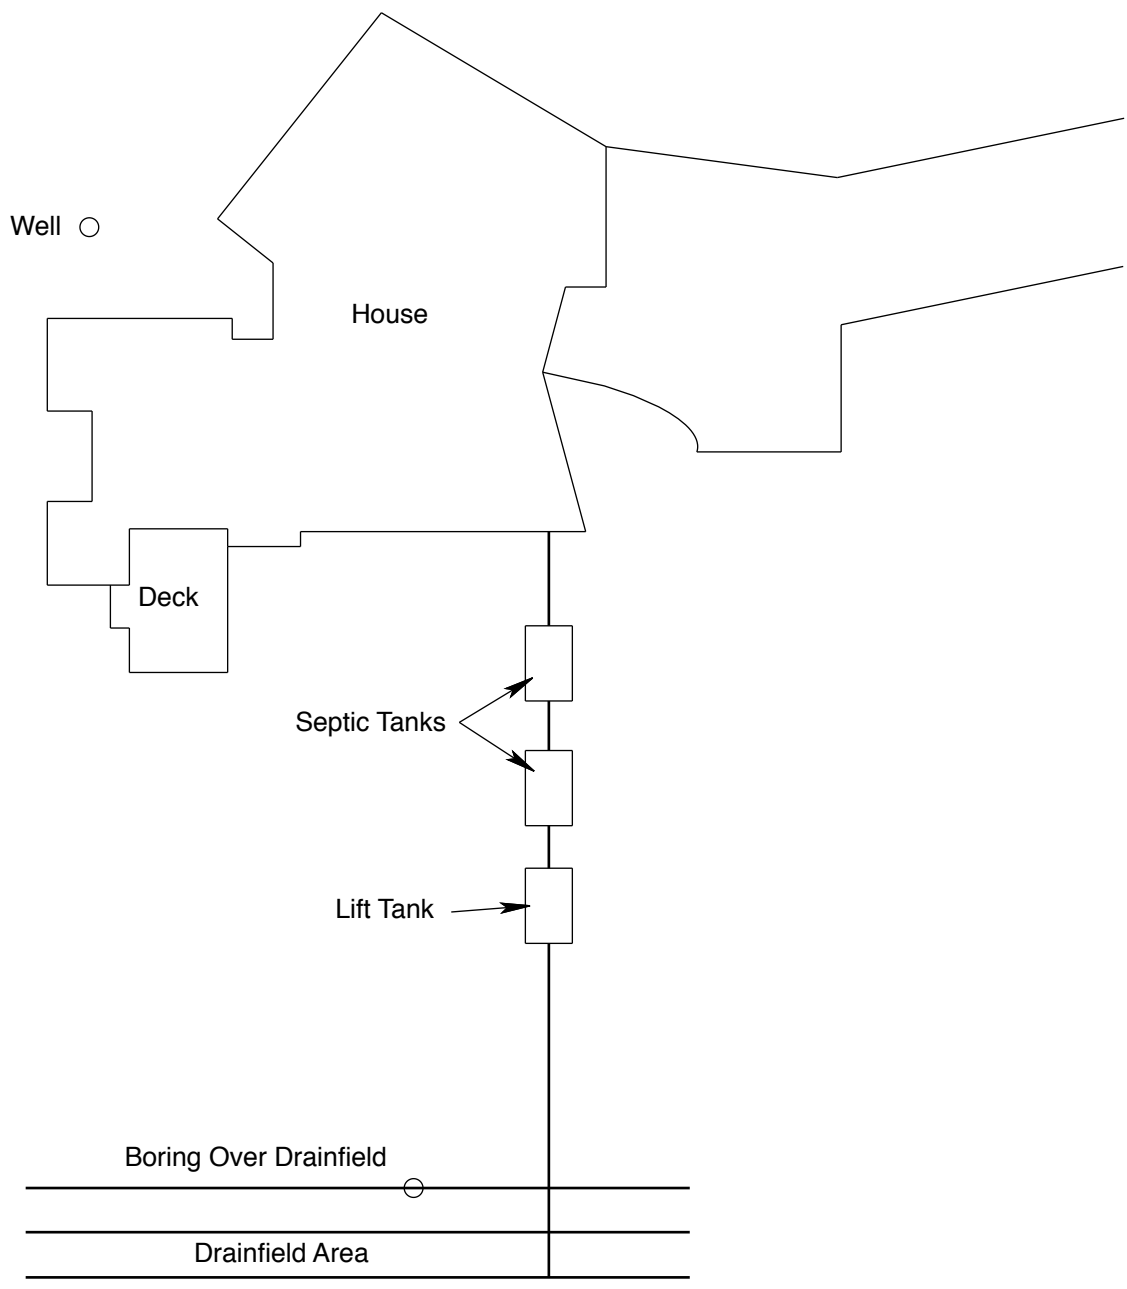 Well
House
Deck
Septic Tanks
Lift Tank
Boring Over Drainfield
Drainfield Area